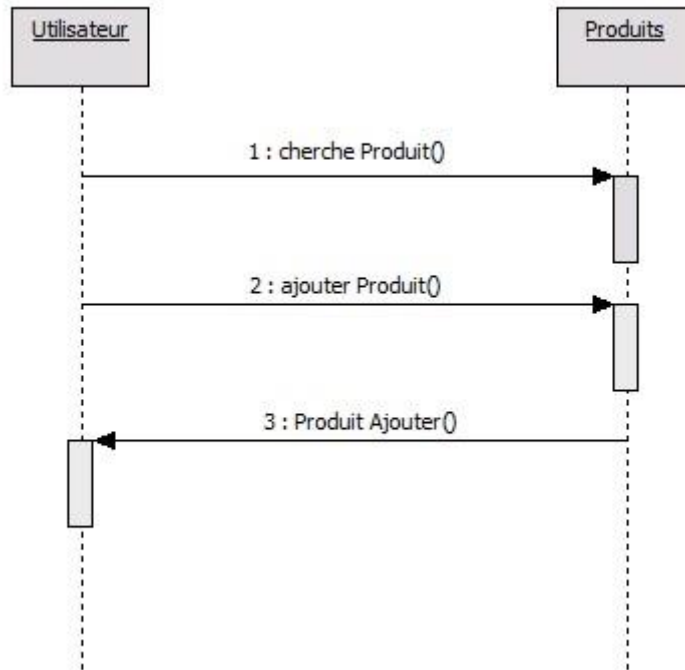 Utilisateur
Produits
1 : cherche Produit()
2 : ajouter Produit()
3 : Produit Ajouter()